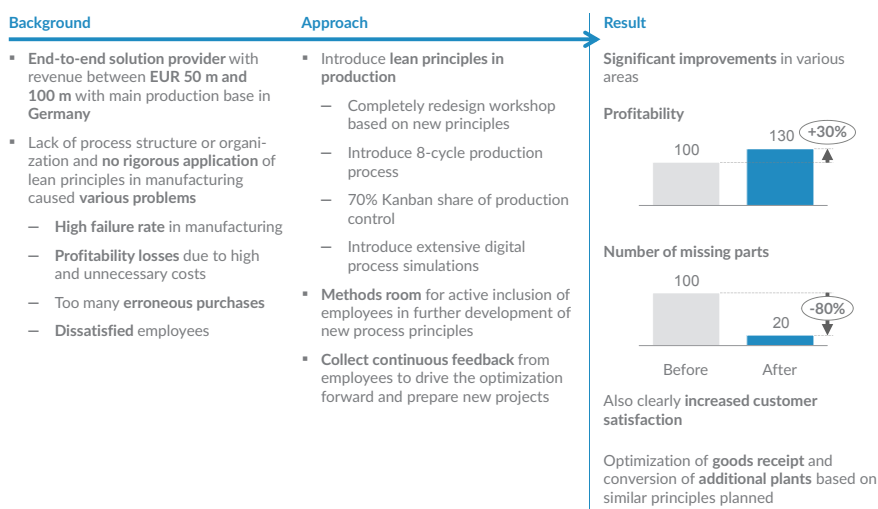 Background
▪ End-to-end solution provider with
revenue between EUR 50 m and
100 m with main production base in
Germany
▪ Lack of process structure or organi-
zation and no rigorous application of
lean principles in manufacturing
caused various problems
– High failure rate in manufacturing
– Profitability losses due to high
and unnecessary costs
– Too many erroneous purchases
– Dissatisfied employees
Approach
▪ Introduce lean principles in
production
– Completely redesign workshop
based on new principles
– Introduce 8-cycle production
process
– 70% Kanban share of production
control
– Introduce extensive digital
process simulations
▪ Methods room for active inclusion of
employees in further development of
new process principles
▪ Collect continuous feedback from
employees to drive the optimization
forward and prepare new projects
Result
Significant improvements in various
areas
Profitability
100
130
+30%
Number of missing parts
100
20
-80%
Before
After
Also clearly increased customer
satisfaction
Optimization of goods receipt and
conversion of additional plants based on
similar principles planned